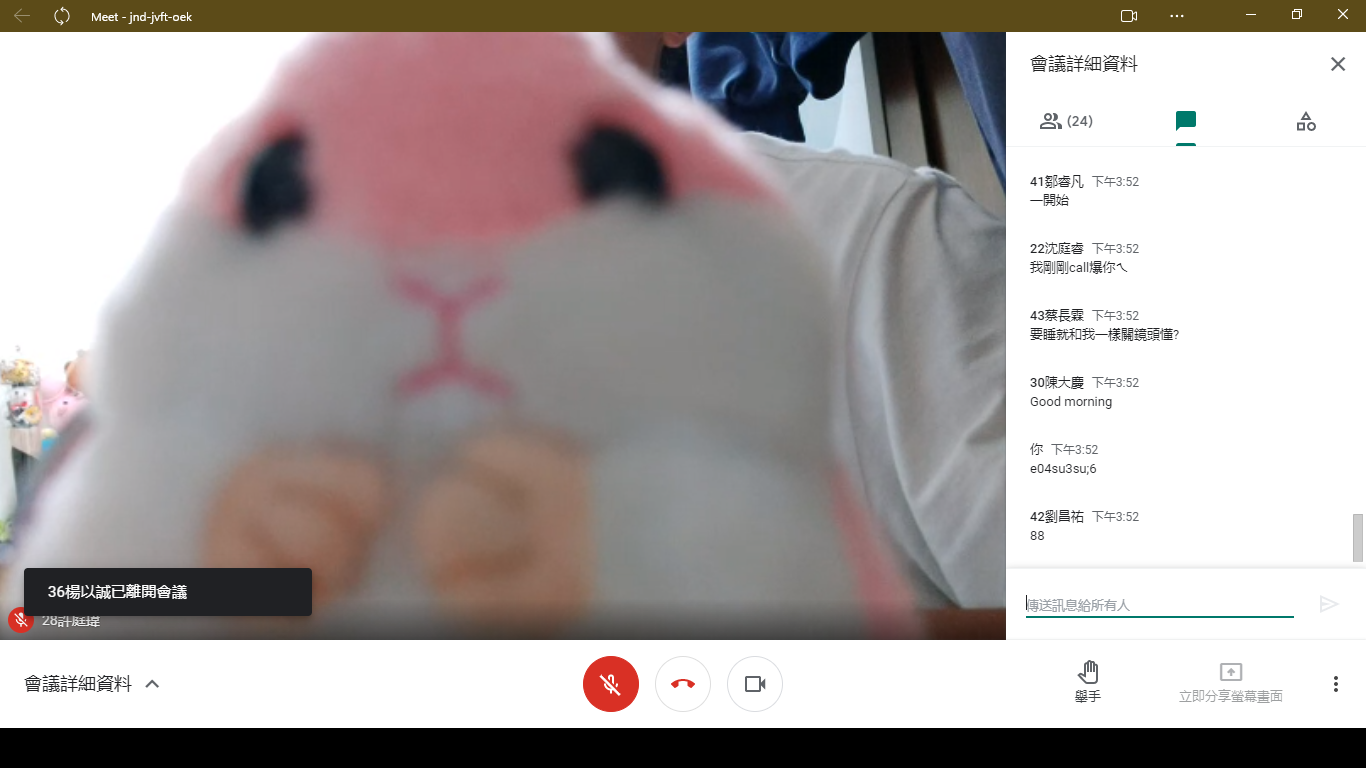 Meet - jnd-jvft-oek
會議詳細資料
(24)
41鄒睿凡 下午3:52
一開始
22沈庭睿 下午3:52
我剛剛call爆你ㄟ
43蔡長霖 下午3:52
要睡就和我一樣關鏡頭懂?
30陳大慶 下午3:52
Good morning
你 下午3:52
e04su3su;6
42劉昌祐 下午3:52
88
傳送訊息給所有人
36楊以誠已離開會議
28許庭瑋
會議詳細資料
舉手
立即分享螢幕畫面